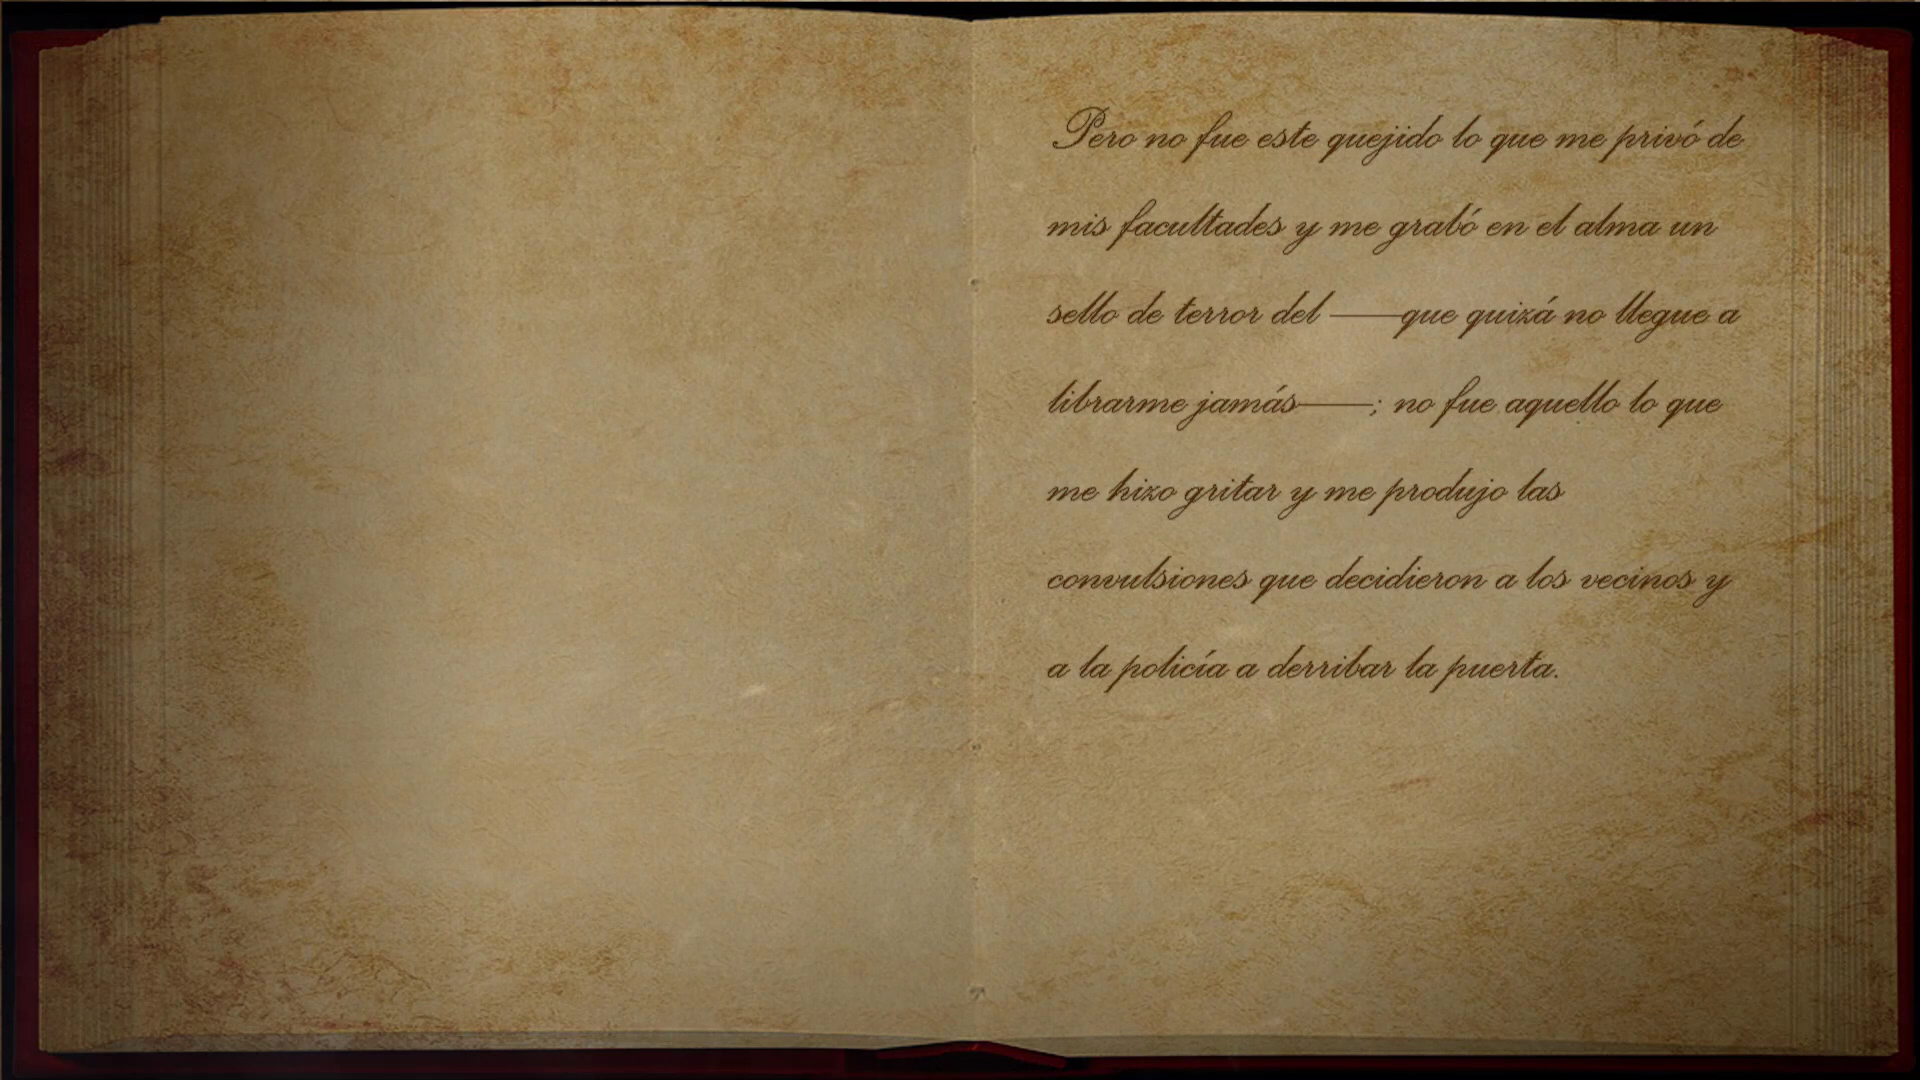 Pero no fue este quejido lo que me privó de
mis facultades y me grabó en el alma un
sello de terror del ——que quizá no llegue a
librarme jamás——; no fue aquello lo que
me hizo gritar y me produjo las
convulsiones que decidieron a los vecinos y
a la policía a derribar la puerta.